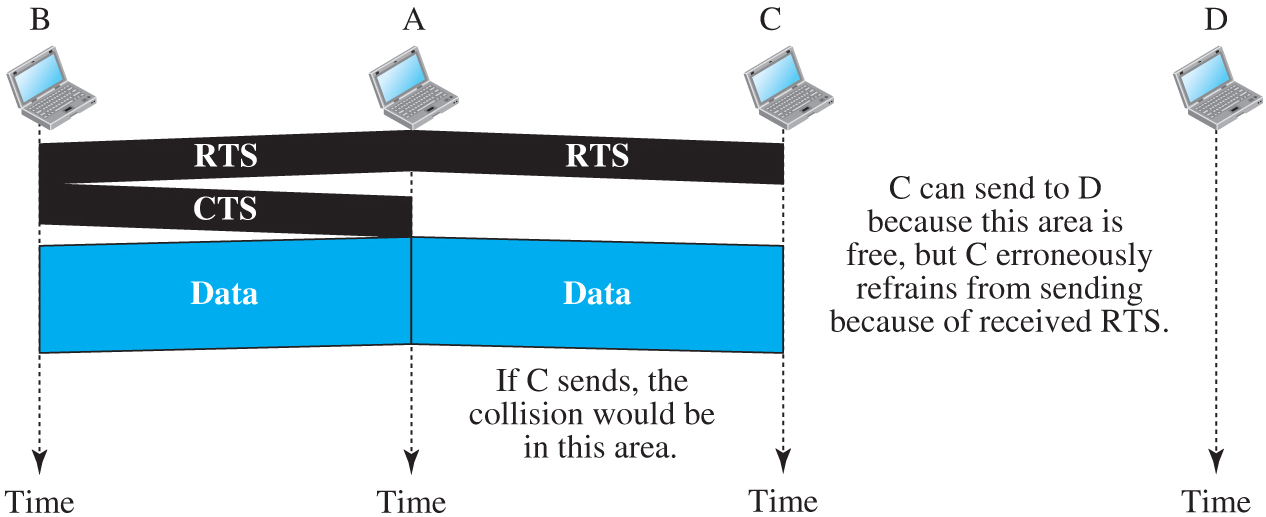 B
A
C
D
RTS
RTS
CTS
Data
Data
C can send to D
because this area is
free, but C erroneously
refrains from sending
because of received RTS.
If C sends, the
collision would be
in this area.
Time
Time
Time
Time